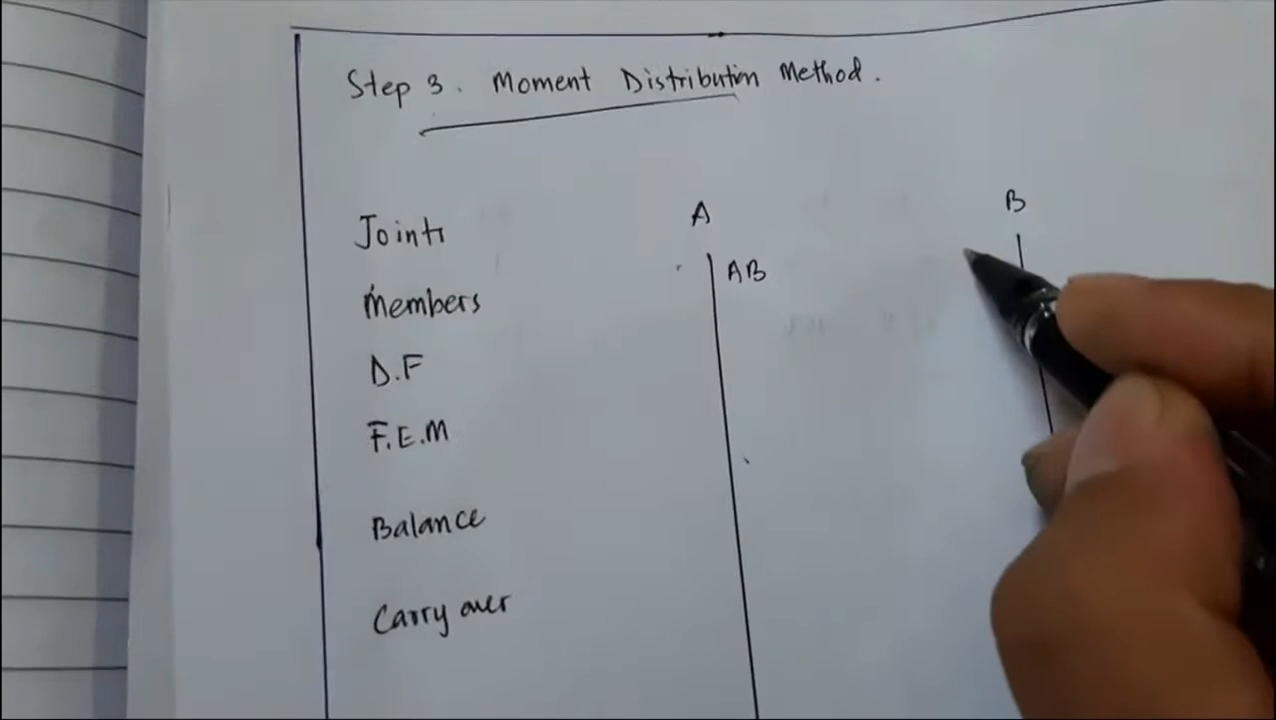 Step 3. Moment Distribution Method.
Joints
A
B
Members
AB
D.F
F.E.M
Balance
Carry over